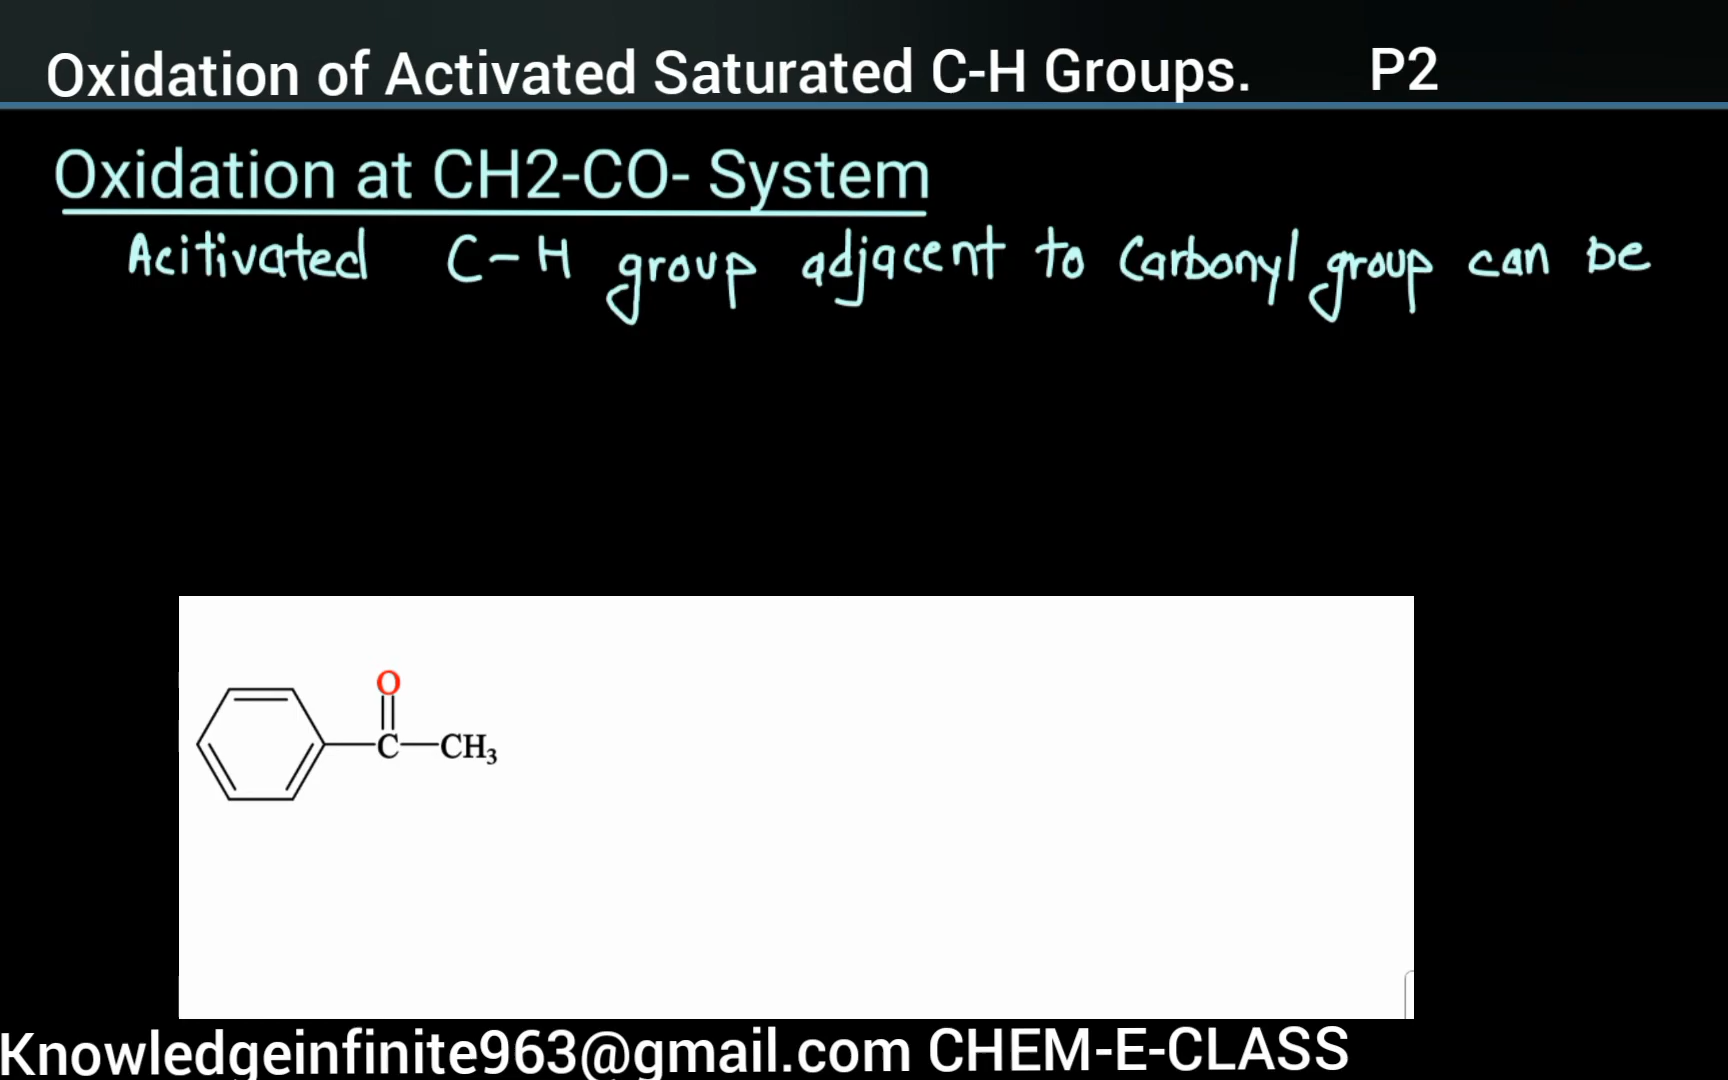 Oxidation of Activated Saturated C-H Groups. P2
Oxidation at CH2-CO- System
Acitivated C-H group adjacent to Carbonyl group can be
O
C-CH₃
Knowledgeinfinite963@gmail.com CHEM-E-CLASS